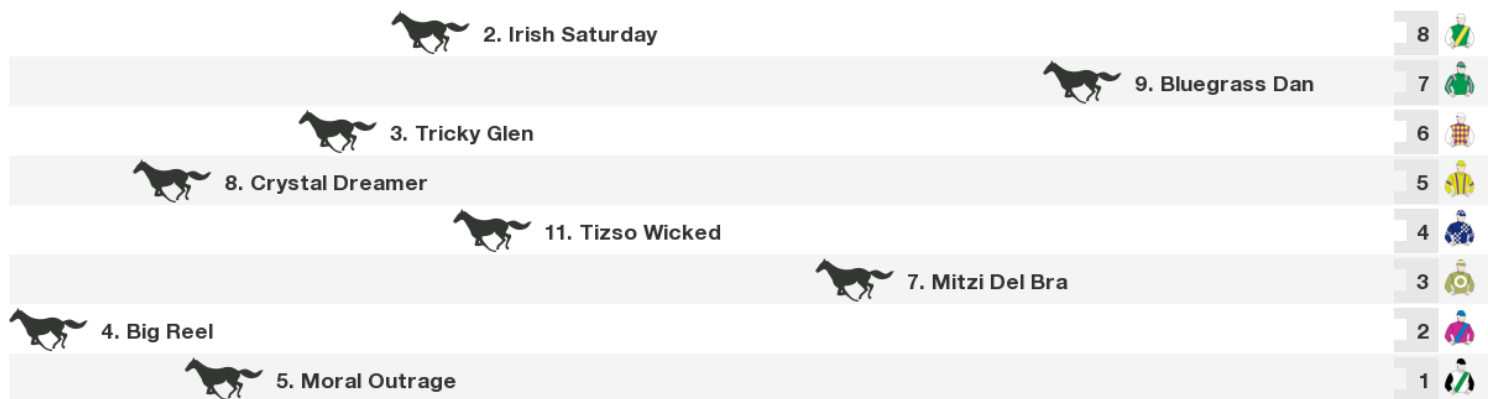 2. Irish Saturday 8
9. Bluegrass Dan 7
3. Tricky Glen 6
8. Crystal Dreamer 5
11. Tizso Wicked 4
7. Mitzi Del Bra 3
4. Big Reel 2
5. Moral Outrage 1